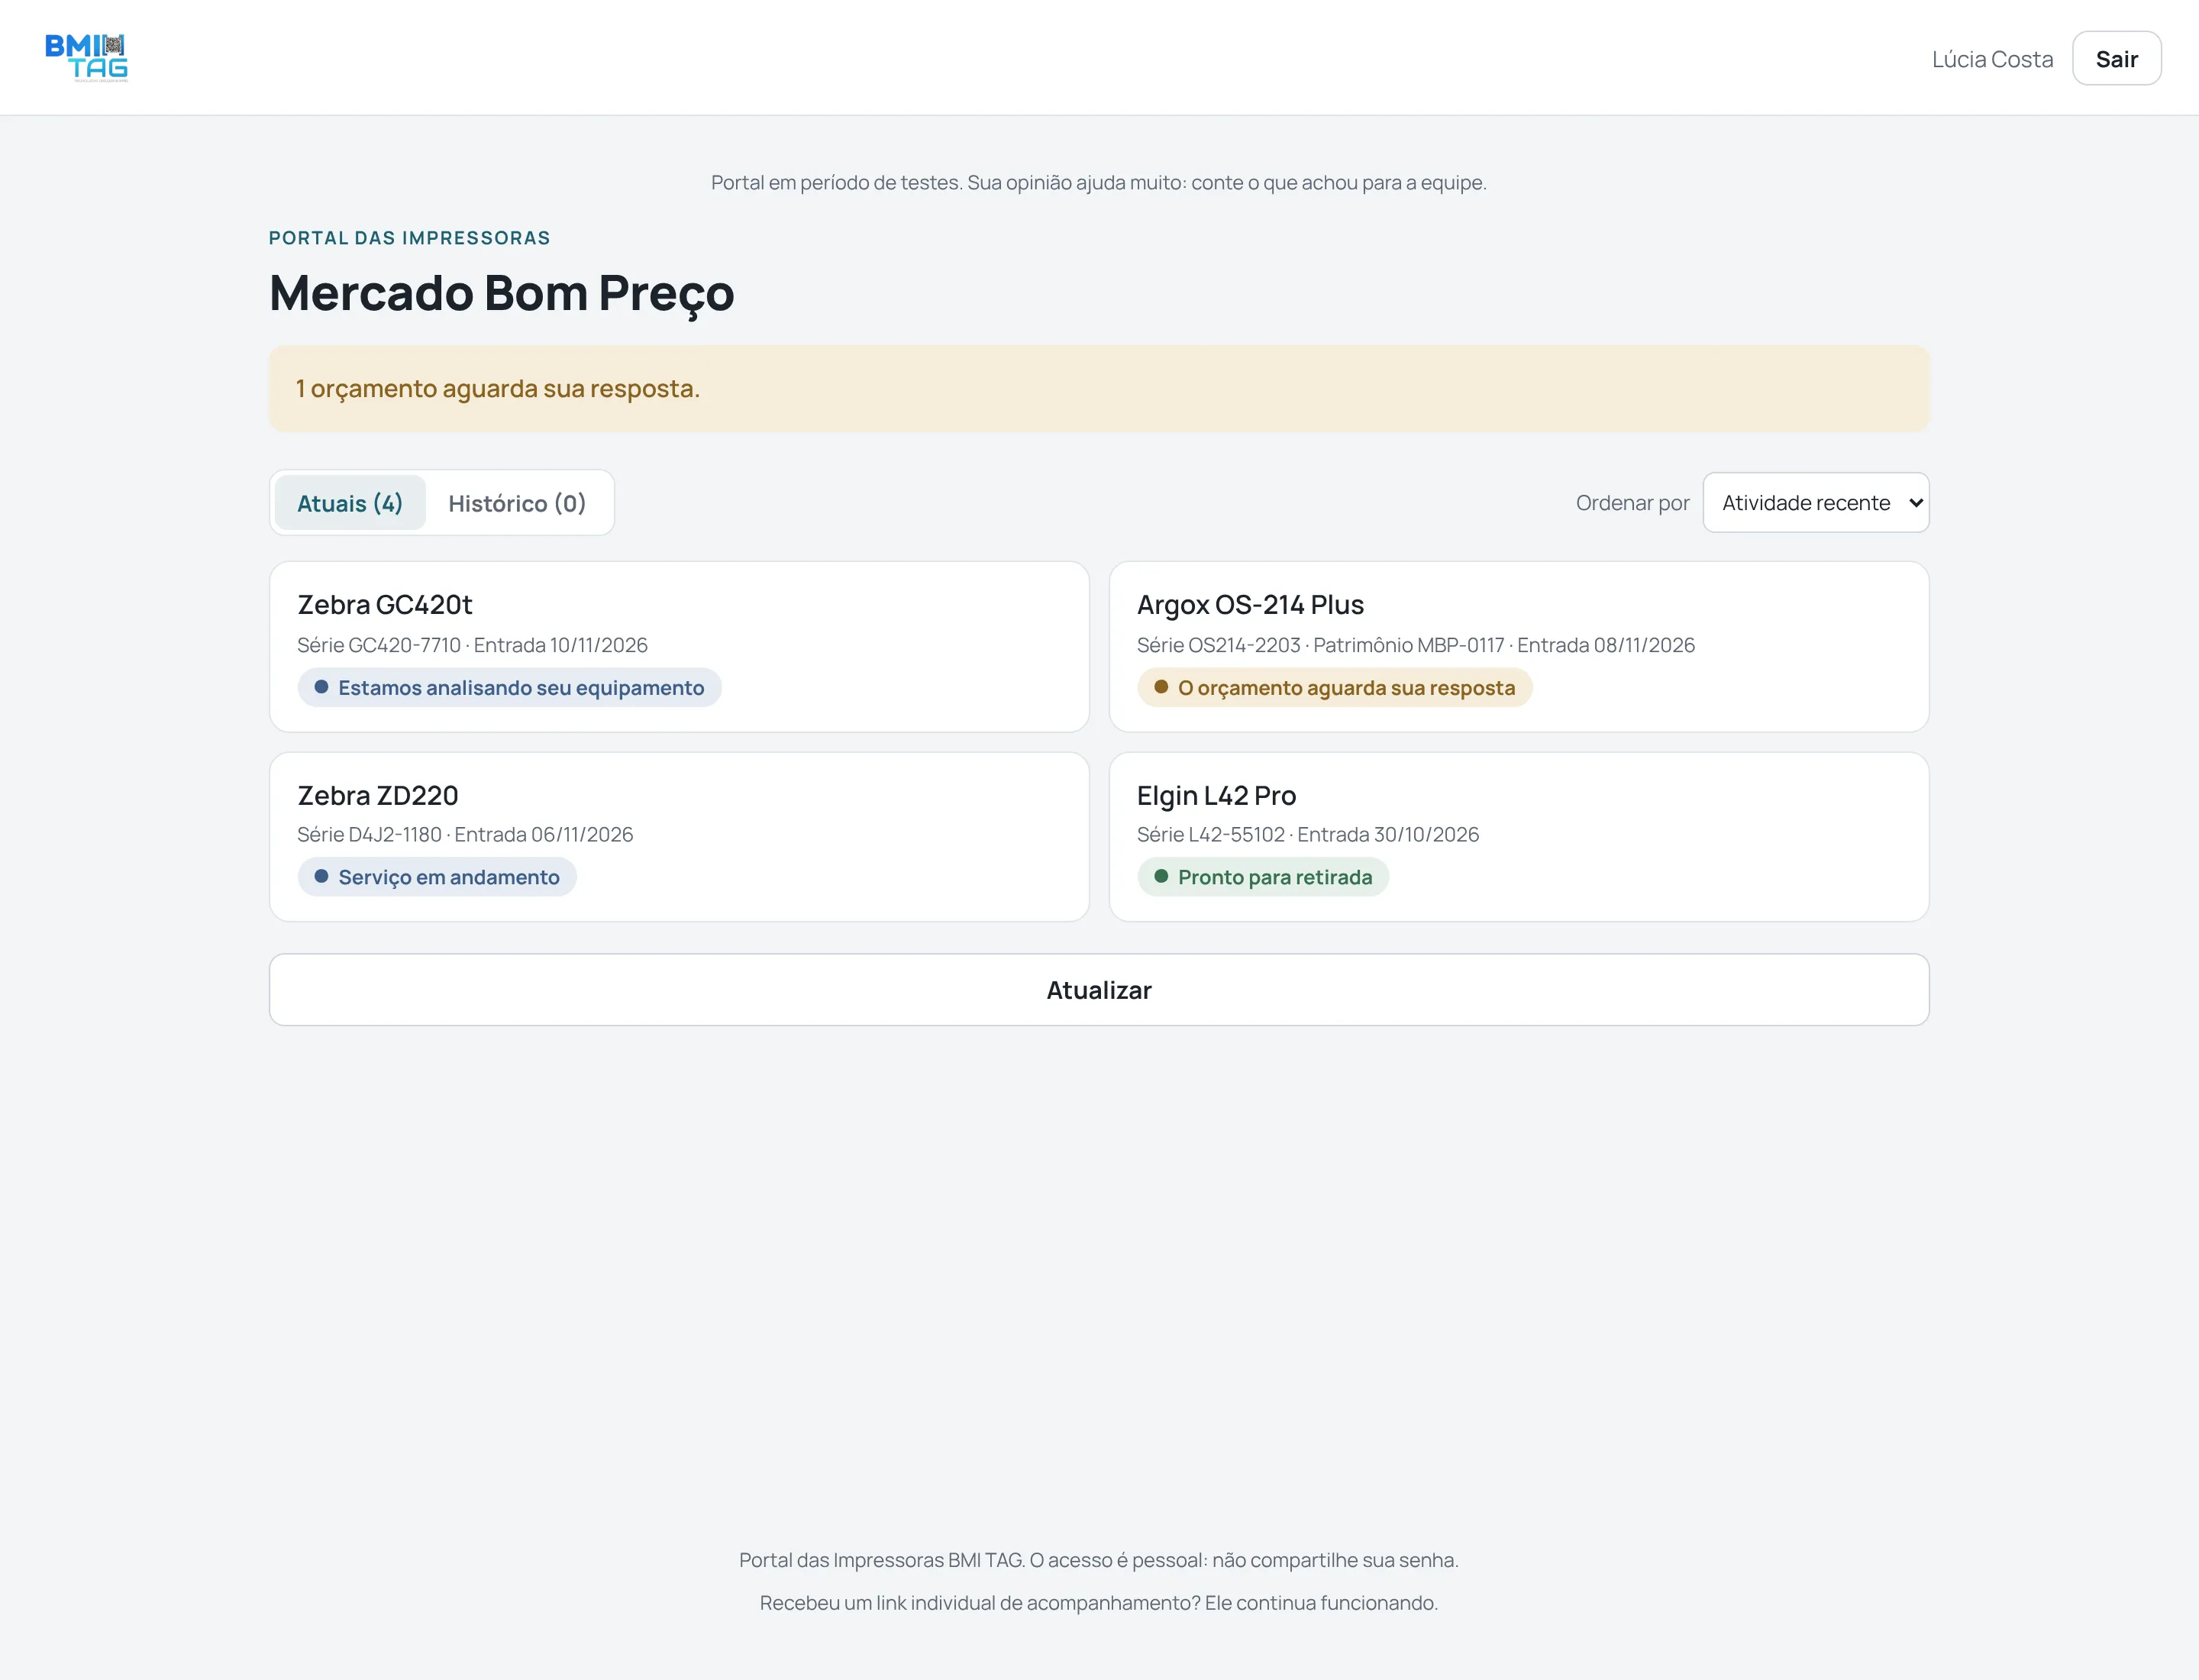 BMI
TAG
Lúcia Costa
Sair
Portal em período de testes. Sua opinião ajuda muito: conte o que achou para a equipe.
PORTAL DAS IMPRESSORAS
Mercado Bom Preço
1 orçamento aguarda sua resposta.
Atuais (4)
Histórico (0)
Ordenar por
Atividade recente
Zebra GC420t
Série GC420-7710 · Entrada 10/11/2026
Estamos analisando seu equipamento
Argox OS-214 Plus
Série OS214-2203 · Patrimônio MBP-0117 · Entrada 08/11/2026
O orçamento aguarda sua resposta
Zebra ZD220
Série D4J2-1180 · Entrada 06/11/2026
Serviço em andamento
Elgin L42 Pro
Série L42-55102 · Entrada 30/10/2026
Pronto para retirada
Atualizar
Portal das Impressoras BMI TAG. O acesso é pessoal: não compartilhe sua senha.
Recebeu um link individual de acompanhamento? Ele continua funcionando.